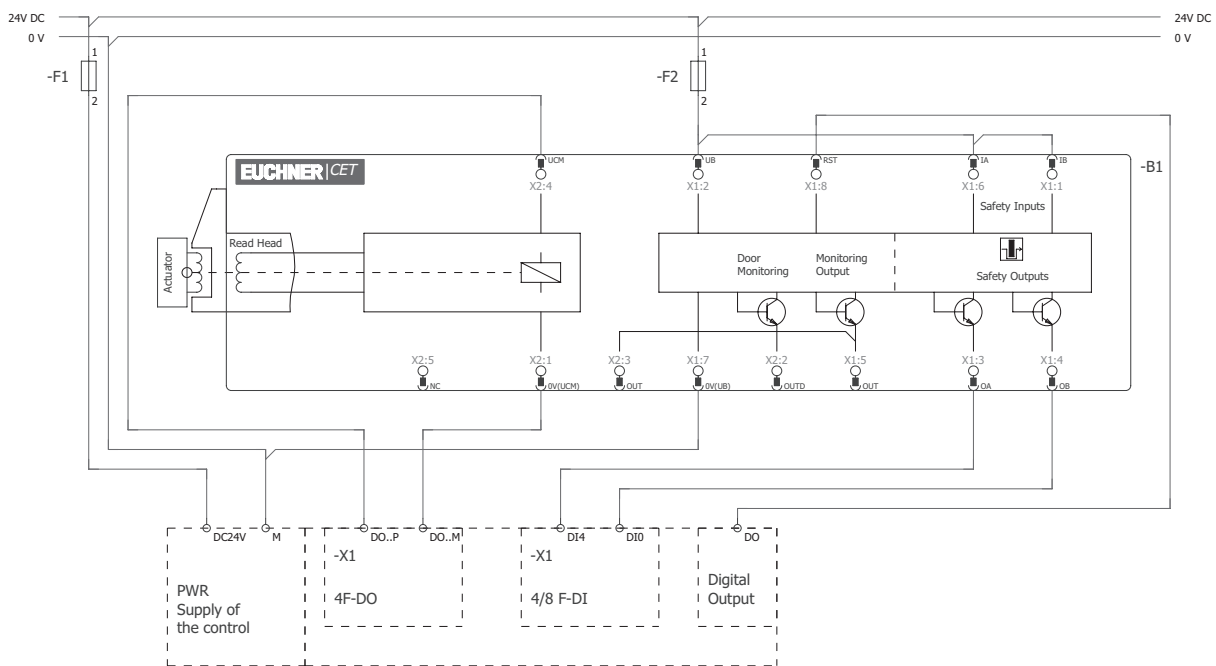 24V DC
24V DC
0 V
0 V
1
1
-F1
-F2
2
2
EUCHNER CET
UCM
UB
RST
IA
IB
-B1
X2:4
X1:2
X1:8
X1:6
X1:1
Safety Inputs
Read Head
Actuator
Door
Monitoring
Monitoring
Output
Safety Outputs
X2:5
X2:1
X2:3
X1:7
X2:2
X1:5
X1:3
X1:4
NC
0V(UCM)
OUT
0V(UB)
OUTD
OUT
OA
OB
DC24V
M
DO..P
DO..M
DI4
DI0
DO
-X1
-X1
PWR
Supply of
the control
4F-DO
4/8 F-DI
Digital
Output